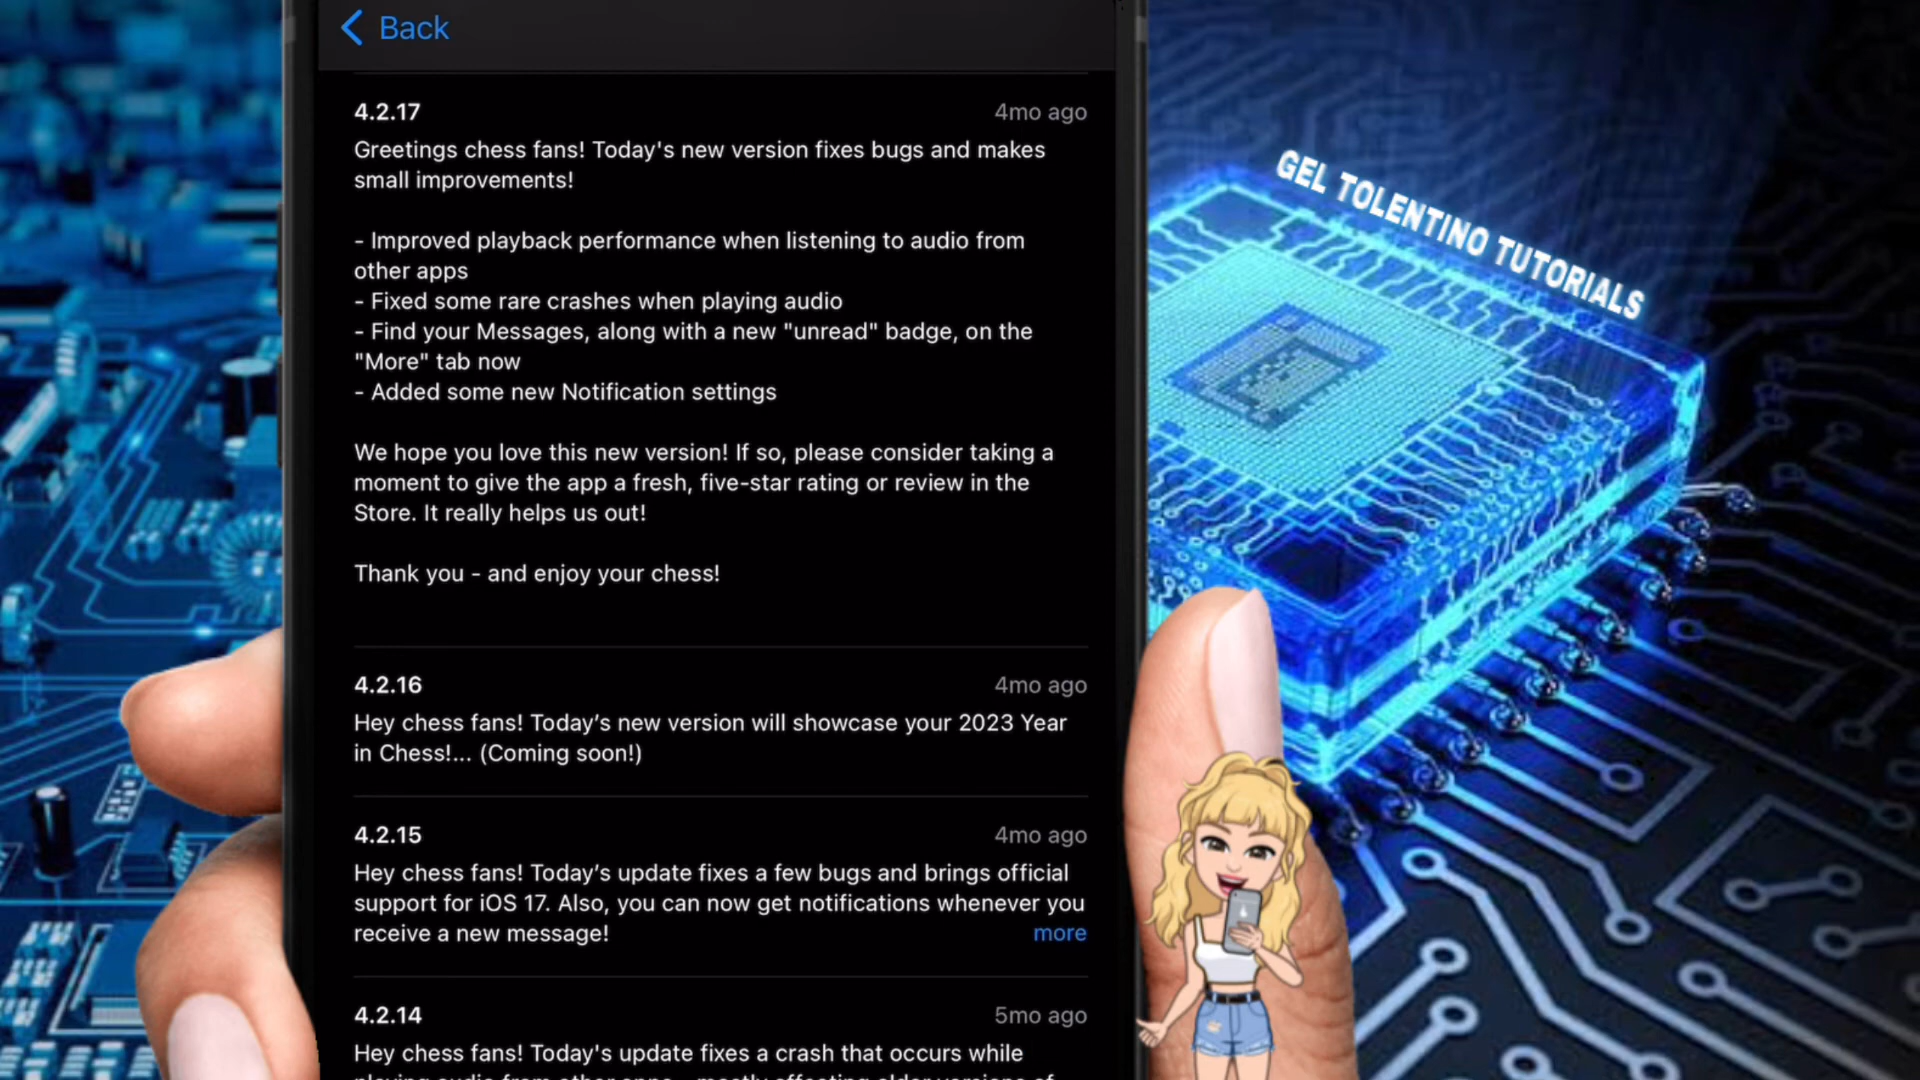 Back
4.2.17 4mo ago
Greetings chess fans! Today's new version fixes bugs and makes
small improvements!
- Improved playback performance when listening to audio from
other apps
- Fixed some rare crashes when playing audio
- Find your Messages, along with a new "unread" badge, on the
"More" tab now
- Added some new Notification settings
We hope you love this new version! If so, please consider taking a
moment to give the app a fresh, five-star rating or review in the
Store. It really helps us out!
Thank you - and enjoy your chess!
4.2.16 4mo ago
Hey chess fans! Today’s new version will showcase your 2023 Year
in Chess!... (Coming soon!)
4.2.15 4mo ago
Hey chess fans! Today’s update fixes a few bugs and brings official
support for iOS 17. Also, you can now get notifications whenever you
receive a new message! more
4.2.14 5mo ago
Hey chess fans! Today's update fixes a crash that occurs while
GEL TOLENTINO TUTORIALS